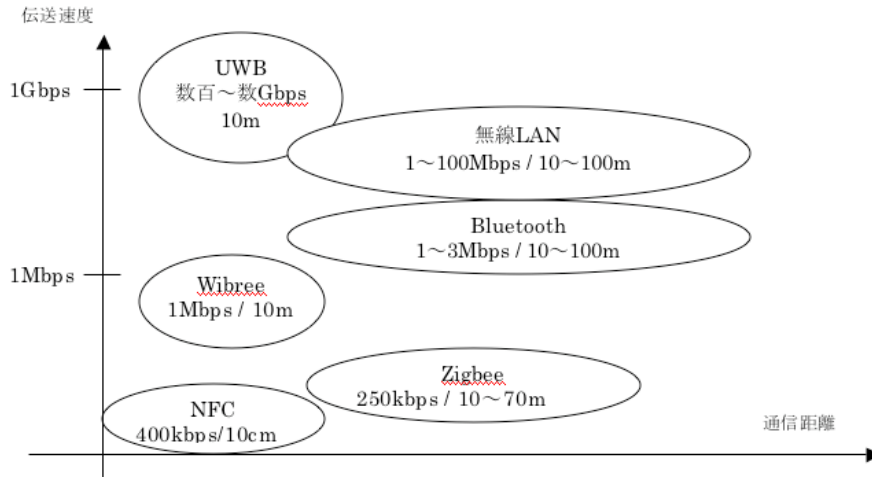 伝送速度
1Gbps
UWB
数百～数Gbps
10m
無線LAN
1～100Mbps / 10～100m
Bluetooth
1～3Mbps / 10～100m
1Mbps
Wibree
1Mbps / 10m
Zigbee
250kbps / 10～70m
NFC
400kbps/10cm
通信距離